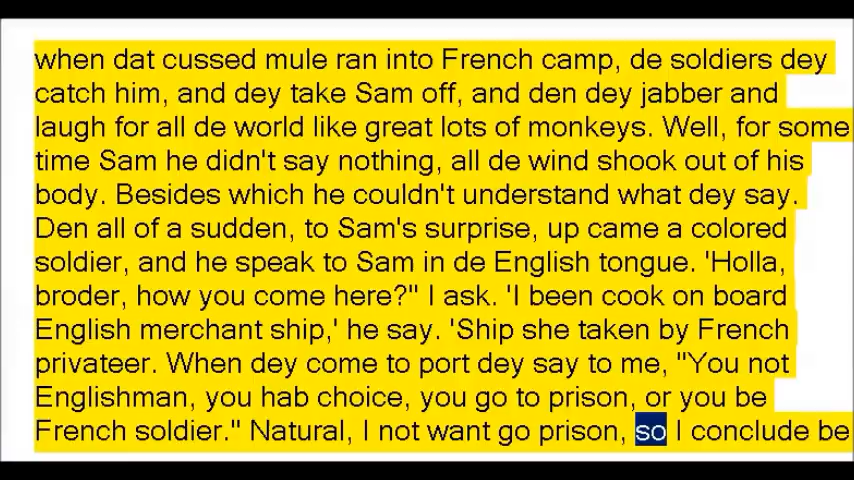 when dat cussed mule ran into French camp, de soldiers dey
catch him, and dey take Sam off, and den dey jabber and
laugh for all de world like great lots of monkeys. Well, for some
time Sam he didn't say nothing, all de wind shook out of his
body. Besides which he couldn't understand what dey say.
Den all of a sudden, to Sam's surprise, up came a colored
soldier, and he speak to Sam in de English tongue. 'Holla,
broder, how you come here?" I ask. 'I been cook on board
English merchant ship,' he say. 'Ship she taken by French
privateer. When dey come to port dey say to me, "You not
Englishman, you hab choice, you go to prison, or you be
French soldier." Natural, I not want go prison, so I conclude be